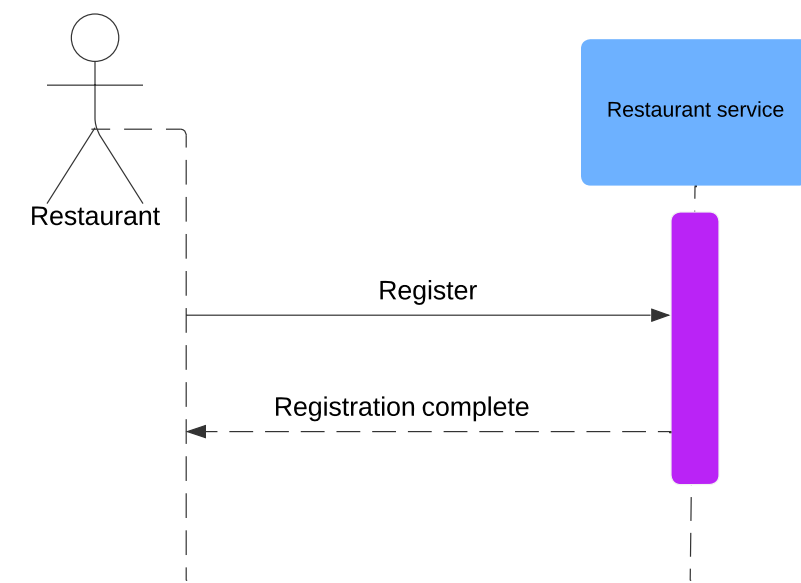 Restaurant service
Restaurant
Register
Registration complete